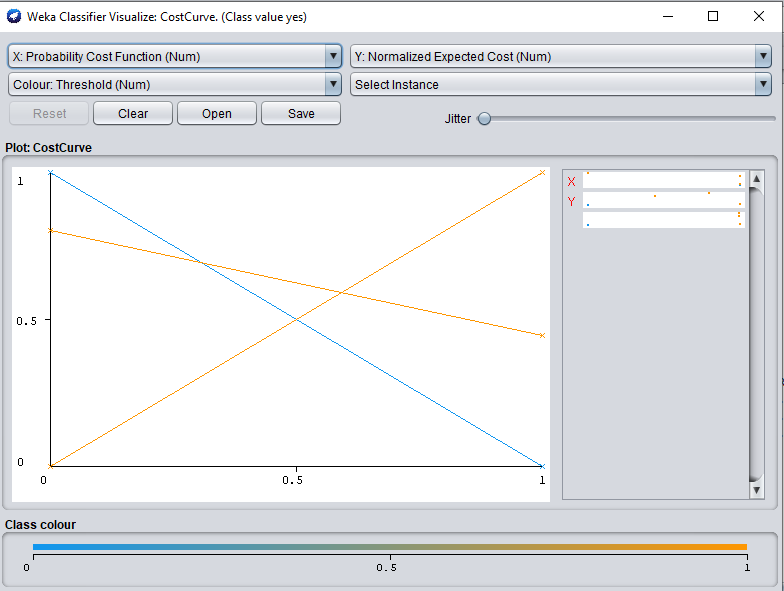 Weka Classifier Visualize: CostCurve. (Class value yes)
X: Probability Cost Function (Num)
Y: Normalized Expected Cost (Num)
Colour: Threshold (Num)
Select Instance
Reset
Clear
Open
Save
Jitter
Plot: CostCurve
1
0.5
0
0
0.5
1
X
Y
Class colour
0
0.5
1